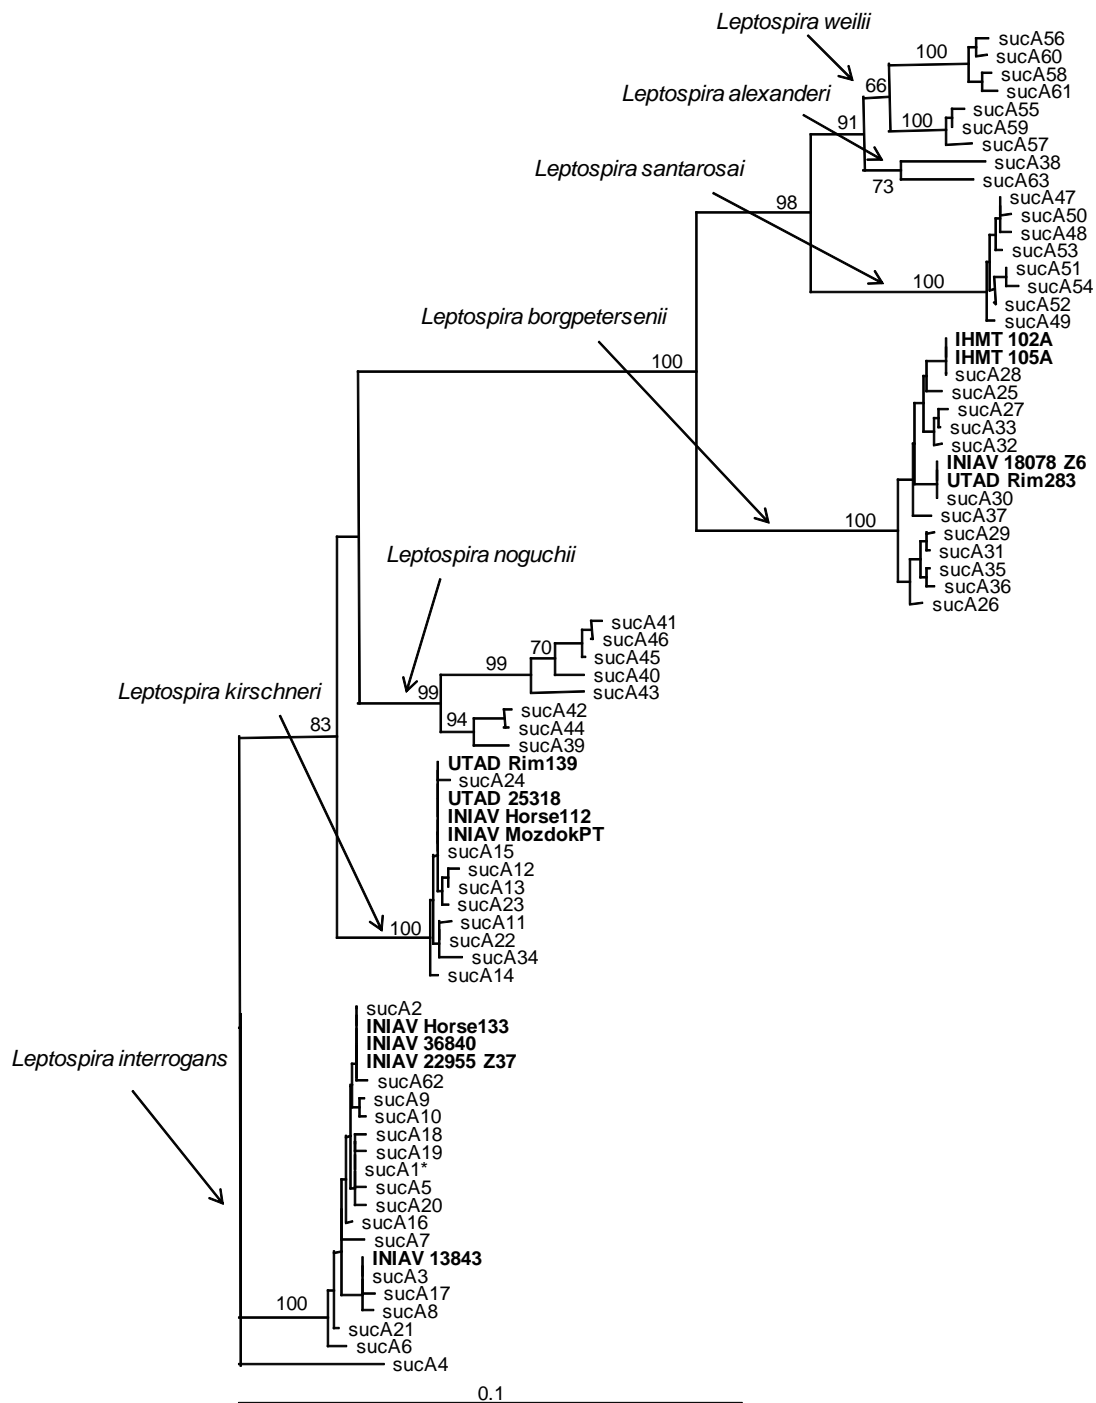 Leptospira weilii
sucA56
100
sucA60
sucA58
66
sucA61
Leptospira alexanderi
sucA55
91
100
sucA59
sucA57
sucA38
Leptospira santarosai
73
sucA63
sucA47
98
sucA50
sucA48
sucA53
sucA51
100
sucA54
sucA52
Leptospira borgpetersenii
sucA49
IHMT 102A
IHMT 105A
100
sucA28
sucA25
sucA27
sucA33
sucA32
INIAV 18078 Z6
UTAD Rim283
sucA30
sucA37
100
sucA29
sucA31
Leptospira noguchii
sucA35
sucA36
sucA26
sucA41
sucA46
70
sucA45
99
sucA40
Leptospira kirschneri
99
sucA43
sucA42
94
sucA44
83
sucA39
UTAD Rim139
sucA24
UTAD 25318
INIAV Horse112
INIAV MozdokPT
sucA15
sucA12
sucA13
sucA23
sucA11
100
sucA22
sucA34
sucA14
sucA2
INIAV Horse133
INIAV 36840
Leptospira interrogans
INIAV 22955 Z37
sucA62
sucA9
sucA10
sucA18
sucA19
sucA1*
sucA5
sucA20
sucA16
sucA7
INIAV 13843
sucA3
sucA17
100
sucA8
sucA21
sucA6
sucA4
0.1